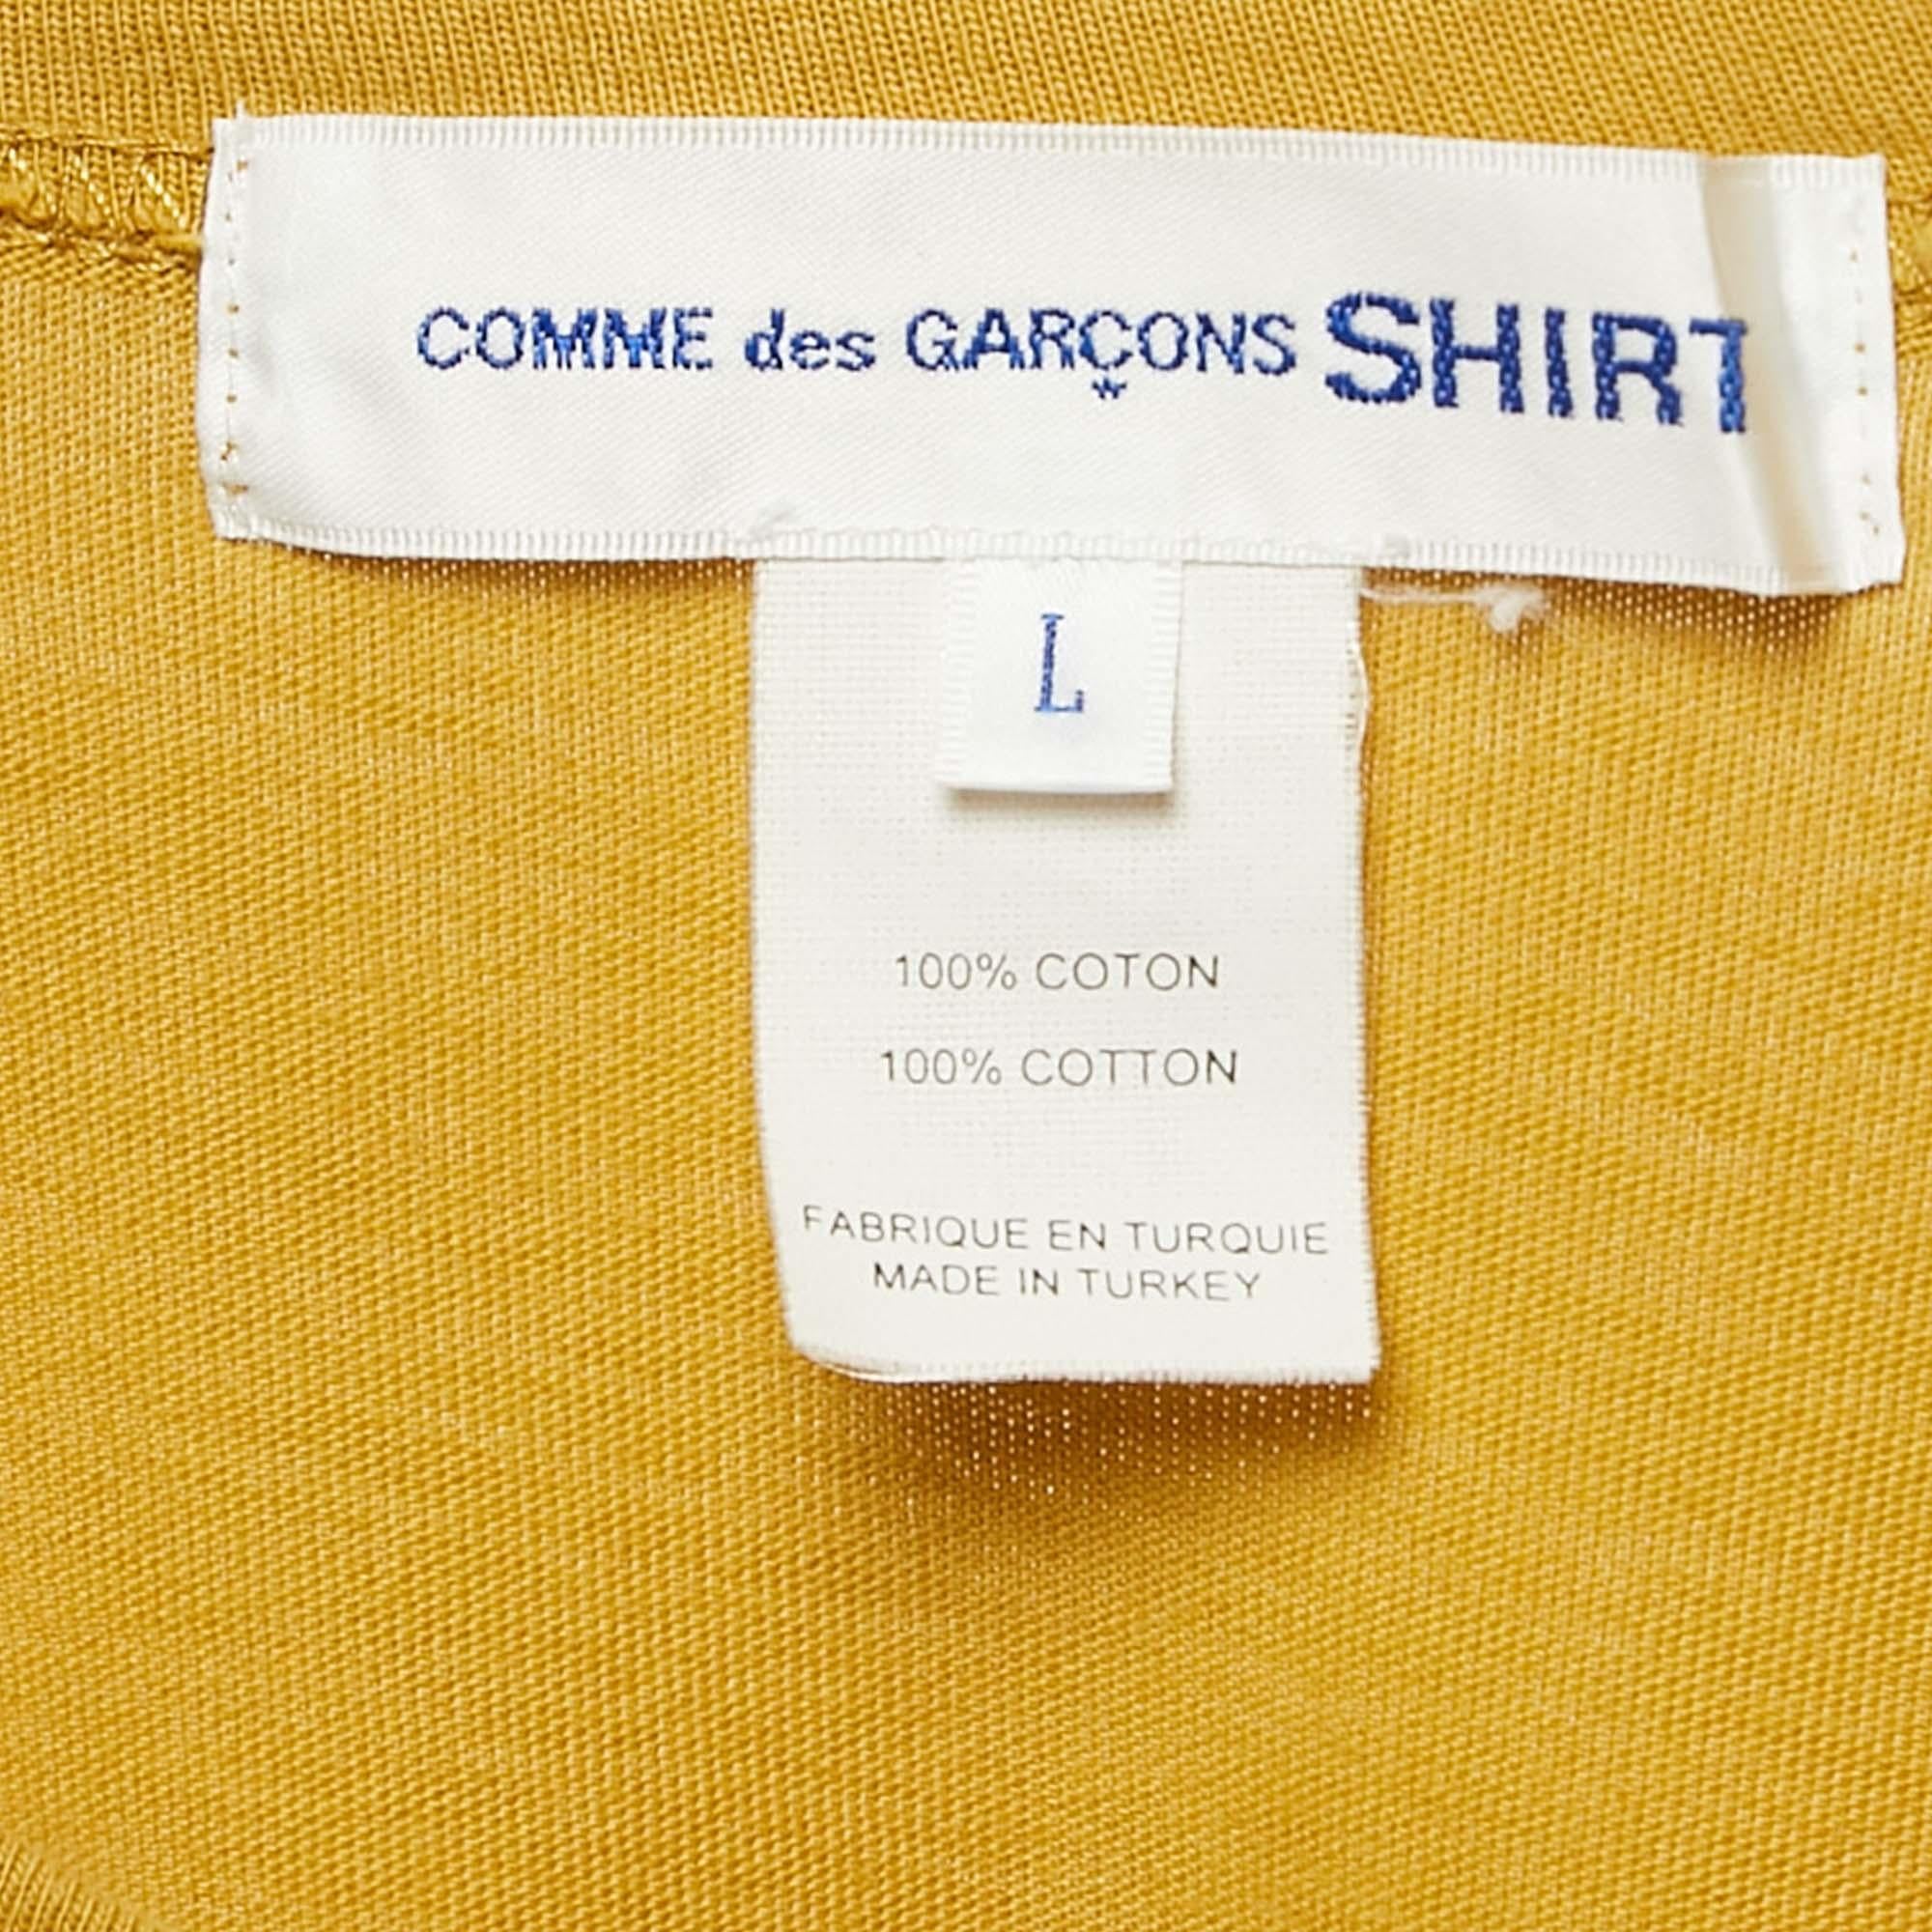 COMME des GARÇONS SHIRT
L
100% COTON
100% COTTON
FABRIQUE EN TURQUIE
MADE IN TURKEY